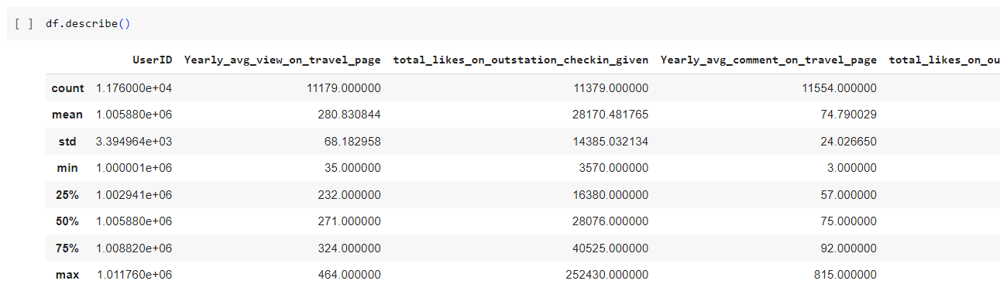 [ ] df.describe()
UserID Yearly_avg_view_on_travel_page total_likes_on_outstation_checkin_given Yearly_avg_comment_on_travel_page total_likes_on_ou
count 1.176000e+04 11179.000000 11379.000000 11554.000000
mean 1.005880e+06 280.830844 28170.481765 74.790029
std 3.394964e+03 68.182958 14385.032134 24.026650
min 1.000001e+06 35.000000 3570.000000 3.000000
25% 1.002941e+06 232.000000 16380.000000 57.000000
50% 1.005880e+06 271.000000 28076.000000 75.000000
75% 1.008820e+06 324.000000 40525.000000 92.000000
max 1.011760e+06 464.000000 252430.000000 815.000000